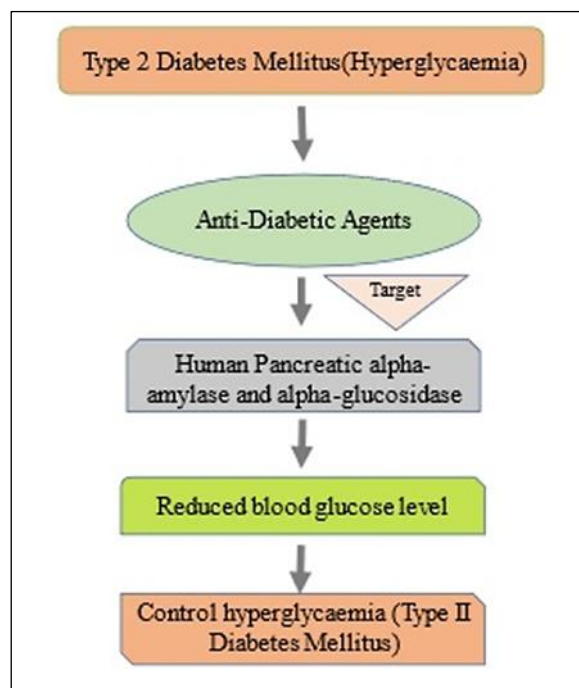 Type 2 Diabetes Mellitus(Hyperglycaemia)
Anti-Diabetic Agents
Target
Human Pancreatic alpha-
amylase and alpha-glucosidase
Reduced blood glucose level
Control hyperglycaemia (Type II
Diabetes Mellitus)